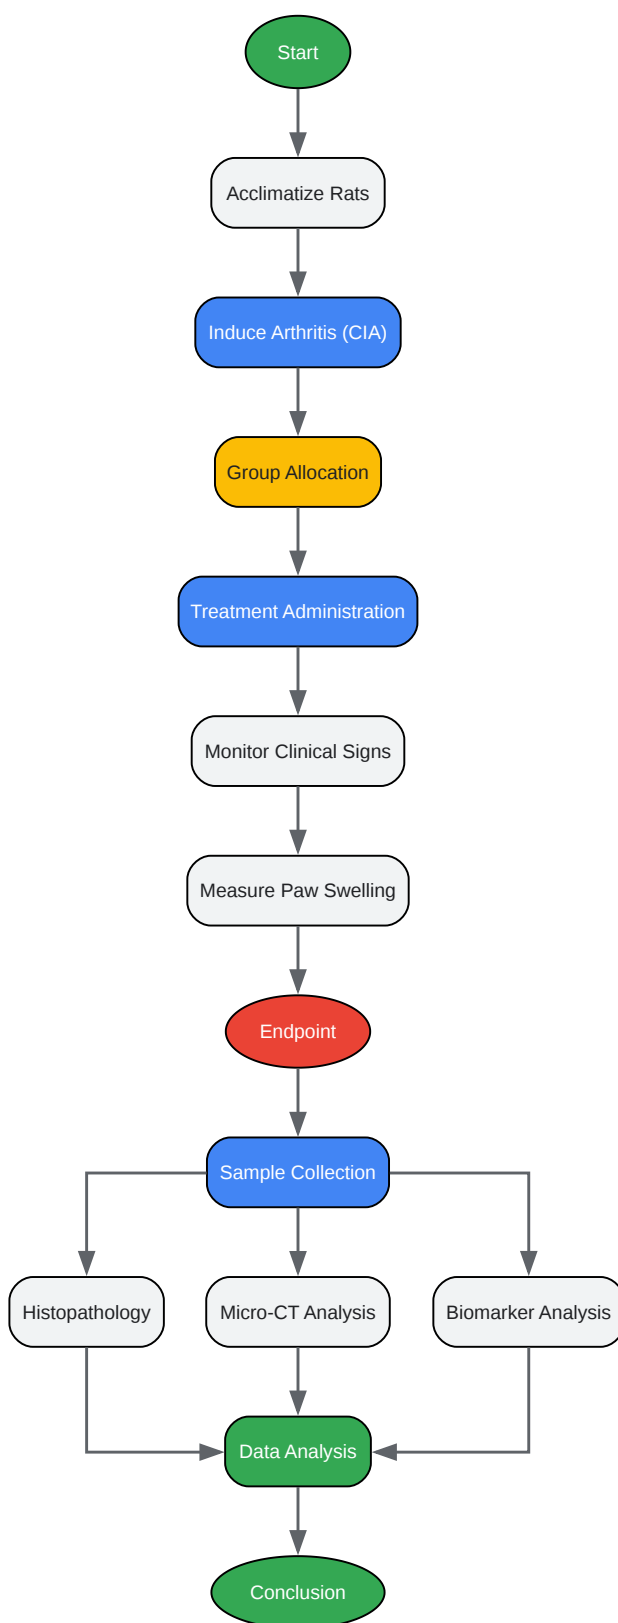 Start
Acclimatize Rats
Induce Arthritis (CIA)
Group Allocation
Treatment Administration
Monitor Clinical Signs
Measure Paw Swelling
Endpoint
Sample Collection
Histopathology
Micro-CT Analysis
Biomarker Analysis
Data Analysis
Conclusion